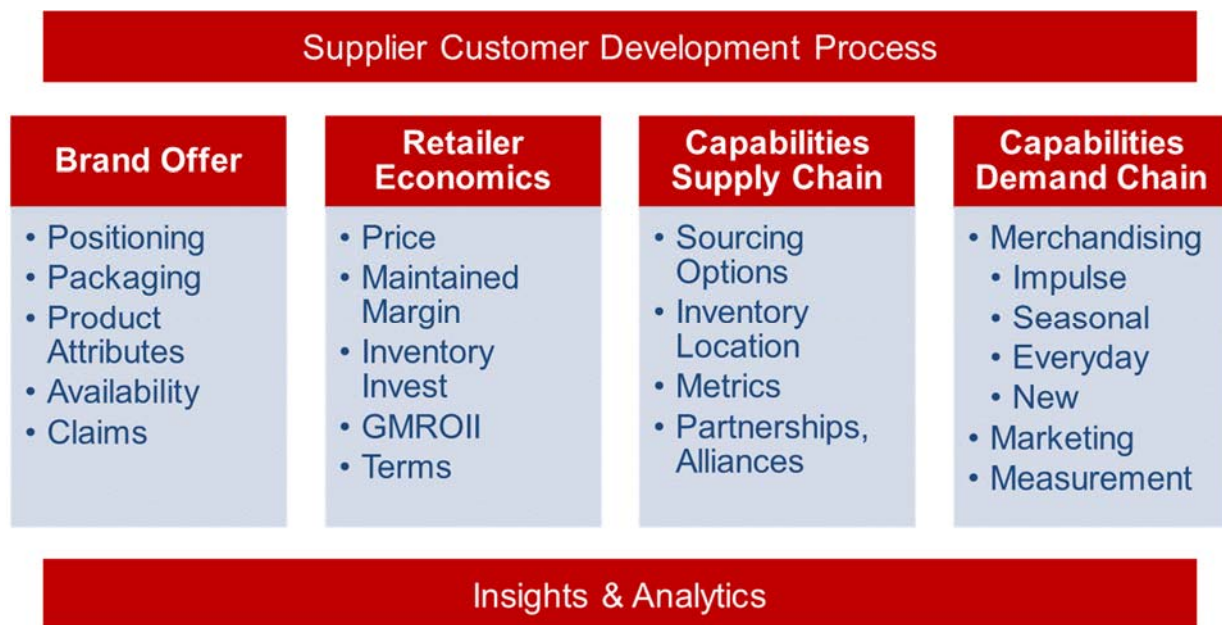 Supplier Customer Development Process
Brand Offer
• Positioning
• Packaging
• Product
Attributes
• Availability
• Claims
Retailer
Economics
• Price
• Maintained
Margin
• Inventory
Invest
• GMROII
• Terms
Capabilities
Supply Chain
• Sourcing
Options
• Inventory
Location
• Metrics
• Partnerships,
Alliances
Capabilities
Demand Chain
• Merchandising
• Impulse
• Seasonal
• Everyday
• New
• Marketing
• Measurement
Insights & Analytics